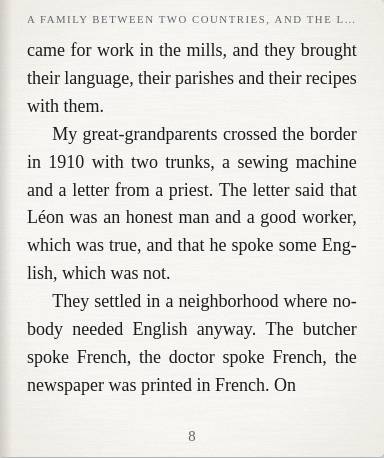 A FAMILY BETWEEN TWO COUNTRIES, AND THE L...
came for work in the mills, and they brought
their language, their parishes and their recipes
with them.
My great-grandparents crossed the border
in 1910 with two trunks, a sewing machine
and a letter from a priest. The letter said that
Léon was an honest man and a good worker,
which was true, and that he spoke some Eng-
lish, which was not.
They settled in a neighborhood where no-
body needed English anyway. The butcher
spoke French, the doctor spoke French, the
newspaper was printed in French. On
8